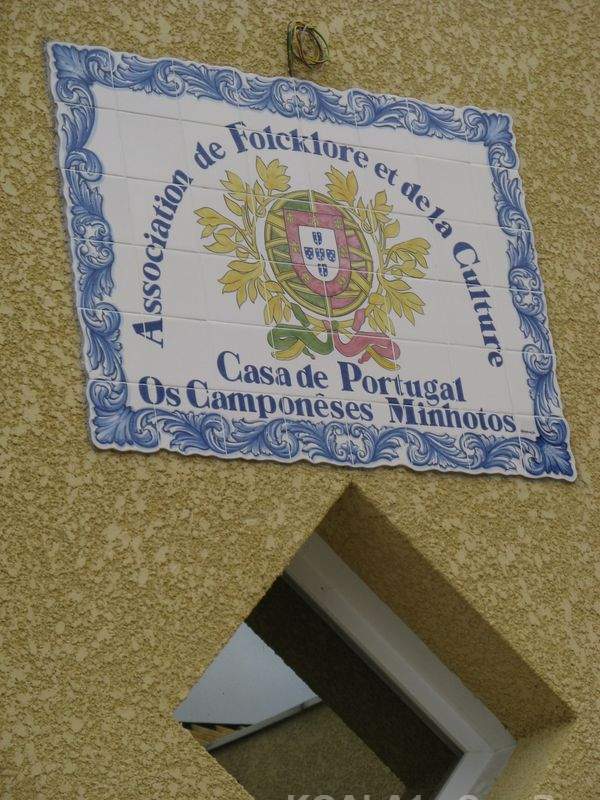 Association de Folcklore et de la Culture
Casa de Portugal
Os Camponêses Minhotos